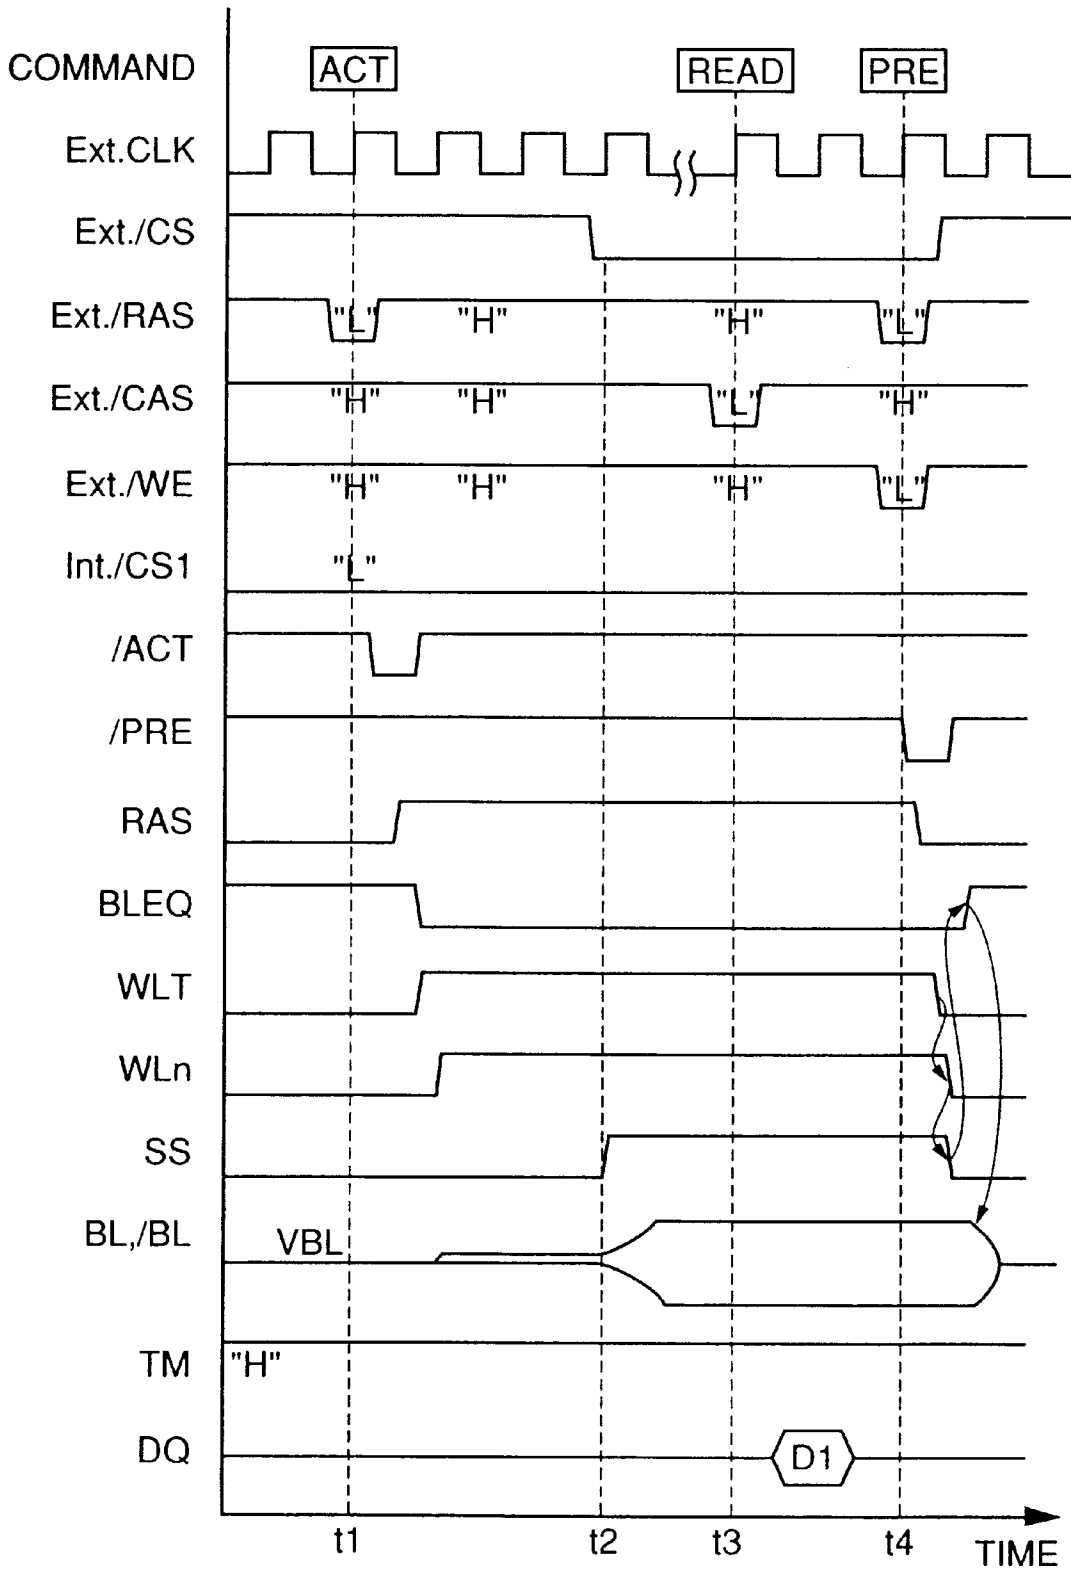 COMMAND ACT READ PRE
Ext.CLK
Ext./CS
Ext./RAS "L" "H" "H" "L"
Ext./CAS "H" "H" "L" "H"
Ext./WE "H" "H" "H" "L"
Int./CS1 "L"
/ACT
/PRE
RAS
BLEQ
WLT
WLn
SS
BL,/BL VBL
TM "H"
DQ D1
t1 t2 t3 t4
TIME